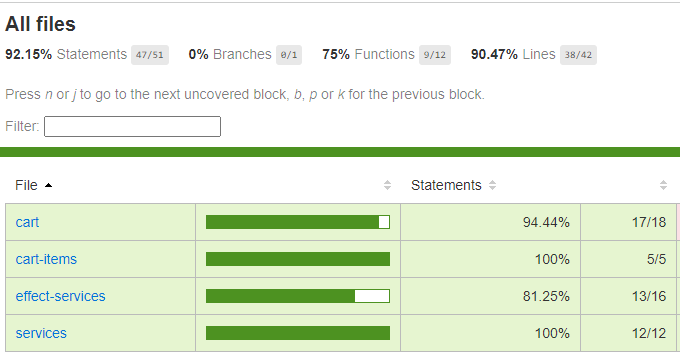 All files
92.15% Statements 47/51 0% Branches 0/1 75% Functions 9/12 90.47% Lines 38/42
Press n or j to go to the next uncovered block, b, p or k for the previous block.
Filter:
File Statements
cart 94.44% 17/18
cart-items 100% 5/5
effect-services 81.25% 13/16
services 100% 12/12